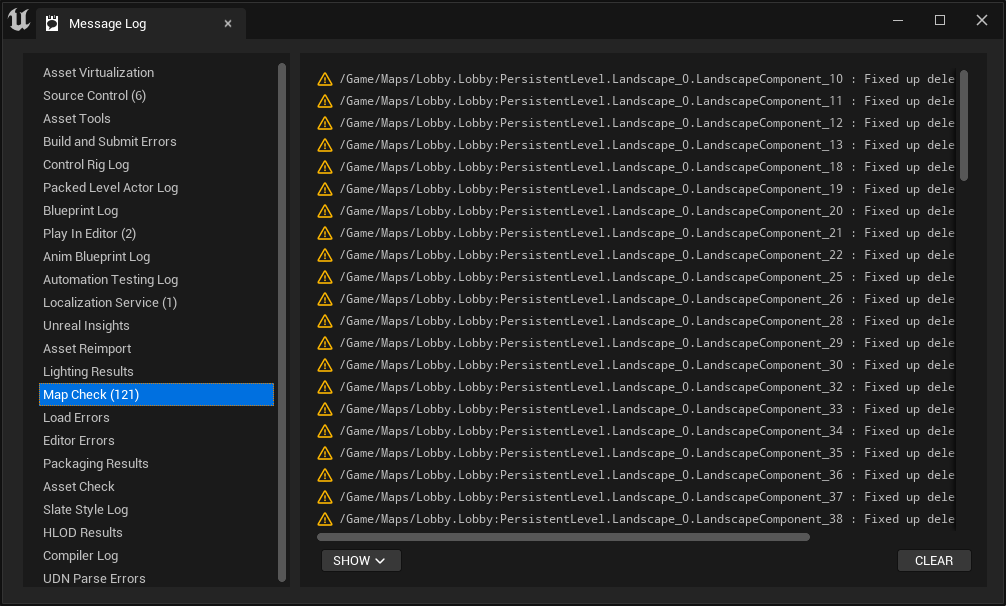 Message Log
Asset Virtualization
Source Control (6)
Asset Tools
Build and Submit Errors
Control Rig Log
Packed Level Actor Log
Blueprint Log
Play In Editor (2)
Anim Blueprint Log
Automation Testing Log
Localization Service (1)
Unreal Insights
Asset Reimport
Lighting Results
Map Check (121)
Load Errors
Editor Errors
Packaging Results
Asset Check
Slate Style Log
HLOD Results
Compiler Log
UDN Parse Errors
/Game/Maps/Lobby.Lobby:PersistentLevel.Landscape_0.LandscapeComponent_10 : Fixed up dele
/Game/Maps/Lobby.Lobby:PersistentLevel.Landscape_0.LandscapeComponent_11 : Fixed up dele
/Game/Maps/Lobby.Lobby:PersistentLevel.Landscape_0.LandscapeComponent_12 : Fixed up dele
/Game/Maps/Lobby.Lobby:PersistentLevel.Landscape_0.LandscapeComponent_13 : Fixed up dele
/Game/Maps/Lobby.Lobby:PersistentLevel.Landscape_0.LandscapeComponent_18 : Fixed up dele
/Game/Maps/Lobby.Lobby:PersistentLevel.Landscape_0.LandscapeComponent_19 : Fixed up dele
/Game/Maps/Lobby.Lobby:PersistentLevel.Landscape_0.LandscapeComponent_20 : Fixed up dele
/Game/Maps/Lobby.Lobby:PersistentLevel.Landscape_0.LandscapeComponent_21 : Fixed up dele
/Game/Maps/Lobby.Lobby:PersistentLevel.Landscape_0.LandscapeComponent_22 : Fixed up dele
/Game/Maps/Lobby.Lobby:PersistentLevel.Landscape_0.LandscapeComponent_25 : Fixed up dele
/Game/Maps/Lobby.Lobby:PersistentLevel.Landscape_0.LandscapeComponent_26 : Fixed up dele
/Game/Maps/Lobby.Lobby:PersistentLevel.Landscape_0.LandscapeComponent_28 : Fixed up dele
/Game/Maps/Lobby.Lobby:PersistentLevel.Landscape_0.LandscapeComponent_29 : Fixed up dele
/Game/Maps/Lobby.Lobby:PersistentLevel.Landscape_0.LandscapeComponent_30 : Fixed up dele
/Game/Maps/Lobby.Lobby:PersistentLevel.Landscape_0.LandscapeComponent_32 : Fixed up dele
/Game/Maps/Lobby.Lobby:PersistentLevel.Landscape_0.LandscapeComponent_33 : Fixed up dele
/Game/Maps/Lobby.Lobby:PersistentLevel.Landscape_0.LandscapeComponent_34 : Fixed up dele
/Game/Maps/Lobby.Lobby:PersistentLevel.Landscape_0.LandscapeComponent_35 : Fixed up dele
/Game/Maps/Lobby.Lobby:PersistentLevel.Landscape_0.LandscapeComponent_36 : Fixed up dele
/Game/Maps/Lobby.Lobby:PersistentLevel.Landscape_0.LandscapeComponent_37 : Fixed up dele
/Game/Maps/Lobby.Lobby:PersistentLevel.Landscape_0.LandscapeComponent_38 : Fixed up dele
SHOW
CLEAR